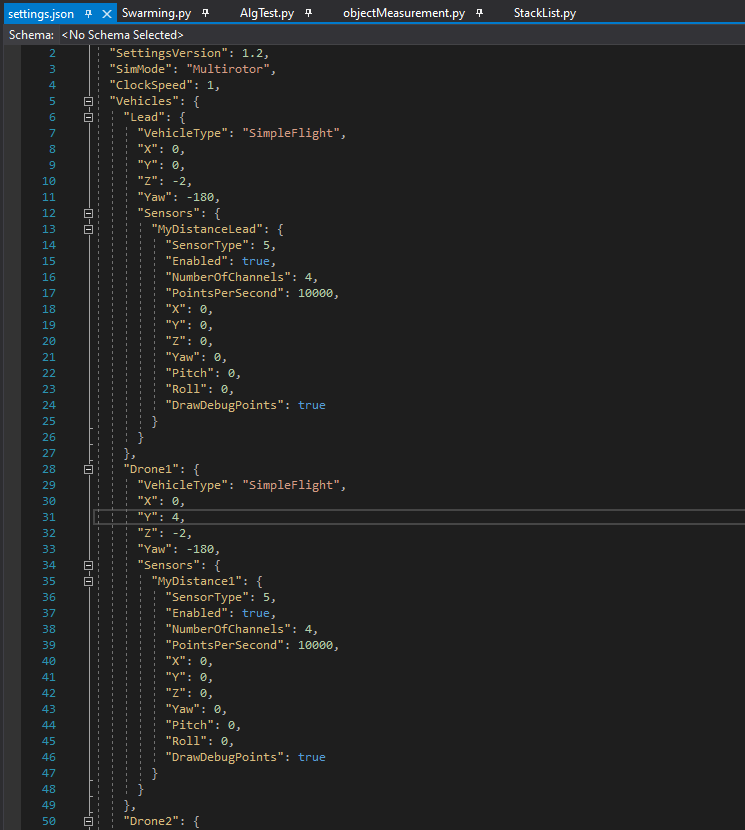 settings.json Swarming.py AlgTest.py objectMeasurement.py StackList.py
Schema: <No Schema Selected>
2 "SettingsVersion": 1.2,
3 "SimMode": "Multirotor",
4 "ClockSpeed": 1,
5 "Vehicles": {
6 "Lead": {
7 "VehicleType": "SimpleFlight",
8 "X": 0,
9 "Y": 0,
10 "Z": -2,
11 "Yaw": -180,
12 "Sensors": {
13 "MyDistanceLead": {
14 "SensorType": 5,
15 "Enabled": true,
16 "NumberOfChannels": 4,
17 "PointsPerSecond": 10000,
18 "X": 0,
19 "Y": 0,
20 "Z": 0,
21 "Yaw": 0,
22 "Pitch": 0,
23 "Roll": 0,
24 "DrawDebugPoints": true
25 }
26 }
27 },
28 "Drone1": {
29 "VehicleType": "SimpleFlight",
30 "X": 0,
31 "Y": 4,
32 "Z": -2,
33 "Yaw": -180,
34 "Sensors": {
35 "MyDistance1": {
36 "SensorType": 5,
37 "Enabled": true,
38 "NumberOfChannels": 4,
39 "PointsPerSecond": 10000,
40 "X": 0,
41 "Y": 0,
42 "Z": 0,
43 "Yaw": 0,
44 "Pitch": 0,
45 "Roll": 0,
46 "DrawDebugPoints": true
47 }
48 }
49 },
50 "Drone2": {